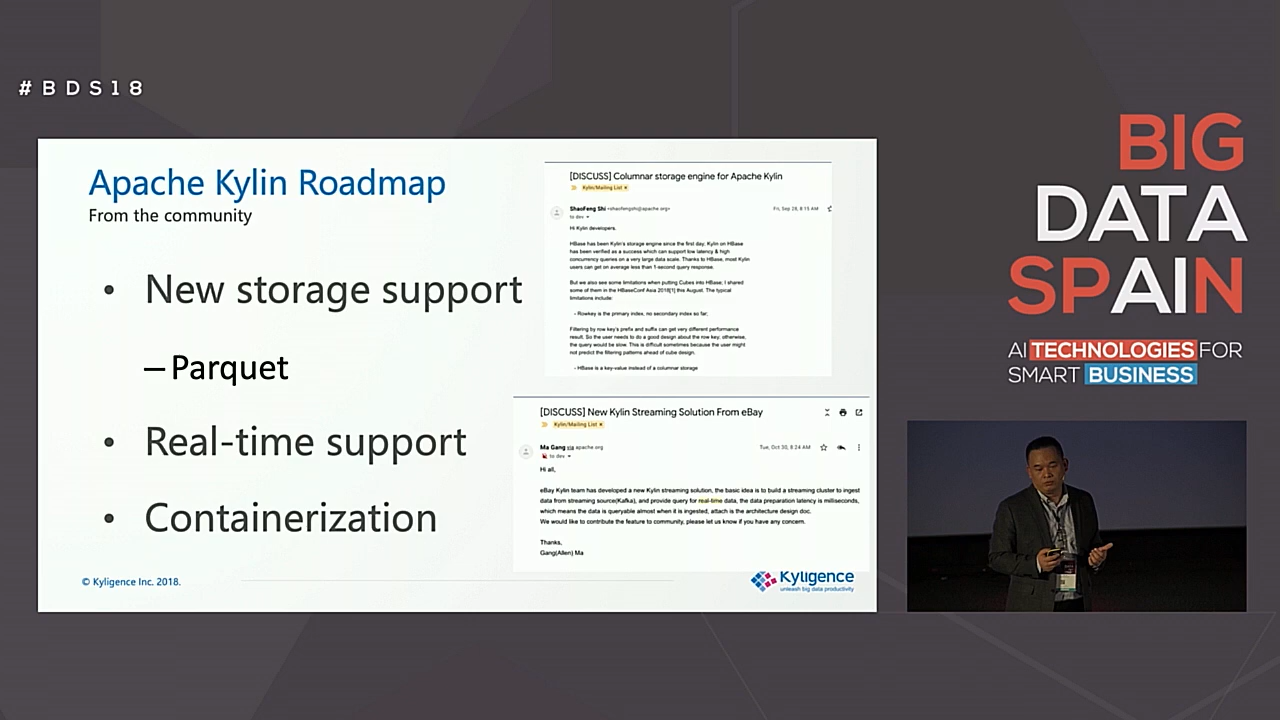 #BDS18
Apache Kylin Roadmap
From the community
• New storage support
– Parquet
• Real-time support
• Containerization
[DISCUSS] Columnar storage engine for Apache Kylin
Kylin/Mailing List ×
ShaoFeng Shi <shaofengshi@apache.org>
Fri, Sep 28, 8:15 AM
to dev
Hi Kylin developers.
HBase has been Kylin's storage engine since the first day. Kylin on HBase
has been verified as a success which can support low latency & high
concurrency queries on a very large data scale. Thanks to HBase, most Kylin
users can get on average less than 1-second query response.
But we also see some limitations when putting Cubes into HBase; I shared
some of them in the HBaseConf Asia 2018[1] this August. The typical
limitations include:
- Rowkey is the primary index, no secondary index so far;
Filtering by row key's prefix and suffix can get very different performance
result. So the user needs to do a good design about the row key; otherwise,
the query would be slow. This is difficult sometimes because the user might
not predict the filtering patterns ahead of cube design.
- HBase is a key-value instead of a columnar storage
[DISCUSS] New Kylin Streaming Solution From eBay
Kylin/Mailing List ×
Ma Gang via apache.org
Tue, Oct 30, 8:24 AM
to dev
Hi all,
eBay Kylin team has developed a new Kylin streaming solution, the basic idea is to build a streaming cluster to ingest
data from streaming source(Kafka), and provide query for real-time data, the data preparation latency is milliseconds,
which means the data is queryable almost when it is ingested, attach is the architecture design doc.
We would like to contribute the feature to community, please let us know if you have any concern.
Thanks,
Gang(Allen) Ma
© Kyligence Inc. 2018.
Kyligence
unleash big data productivity
BIG
DATA
SPAIN
AI TECHNOLOGIES FOR
SMART BUSINESS